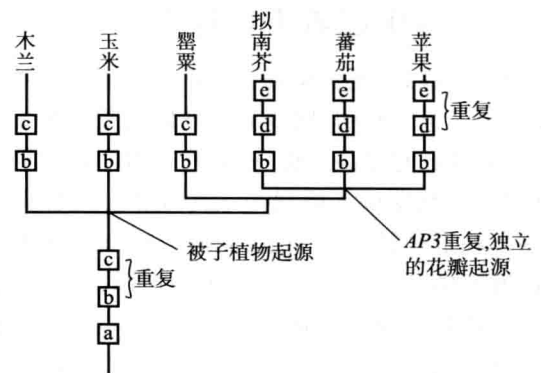 木兰
玉米
罂粟
拟南芥
蕃茄
苹果
e e e
c c c d d d 重复
b b b b b b
被子植物起源
AP3重复,独立
的花瓣起源
c
重复
b
a